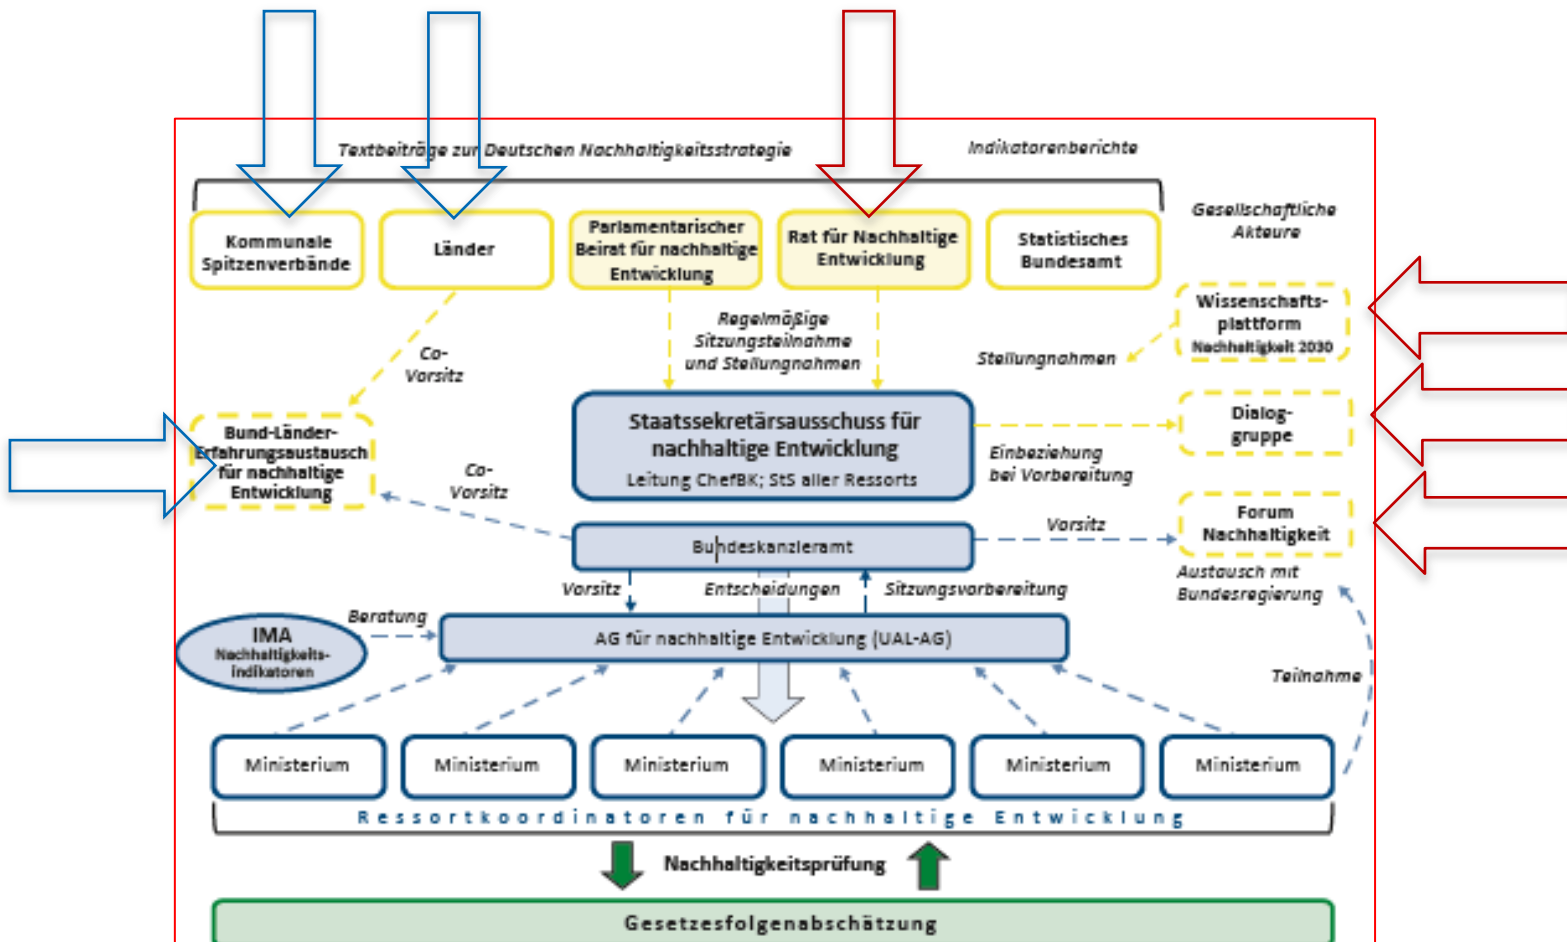 Textbeiträge zur Deutschen Nachhaltigkeitsstrategie
Indikatorenberichte
Kommunale
Spitzenverbände
Länder
Parlamentarischer
Beirat für nachhaltige
Entwicklung
Rat für Nachhaltige
Entwicklung
Statistisches
Bundesamt
Gesellschaftliche
Akteure
Wissenschafts-
plattform
Nachhaltigkeit 2030
Regelmäßige
Sitzungsteilnahme
und Stellungnahmen
Stellungnahmen
Co-
Vorsitz
Staatssekretärsausschuss für
nachhaltige Entwicklung
Leitung ChefBK; StS aller Ressorts
Dialog-
gruppe
Einbeziehung
bei Vorbereitung
Bund-Länder-
Erfahrungsaustausch
für nachhaltige
Entwicklung
Co-
Vorsitz
Bundeskanzleramt
Vorsitz
Forum
Nachhaltigkeit
Austausch mit
Bundesregierung
Vorsitz
Entscheidungen
Sitzungsvorbereitung
IMA
Nachhaltigkeits-
indikatoren
Beratung
AG für nachhaltige Entwicklung (UAL-AG)
Teilnahme
Ministerium
Ministerium
Ministerium
Ministerium
Ministerium
Ministerium
Ressortkoordinatoren für nachhaltige Entwicklung
Nachhaltigkeitsprüfung
Gesetzesfolgenabschätzung